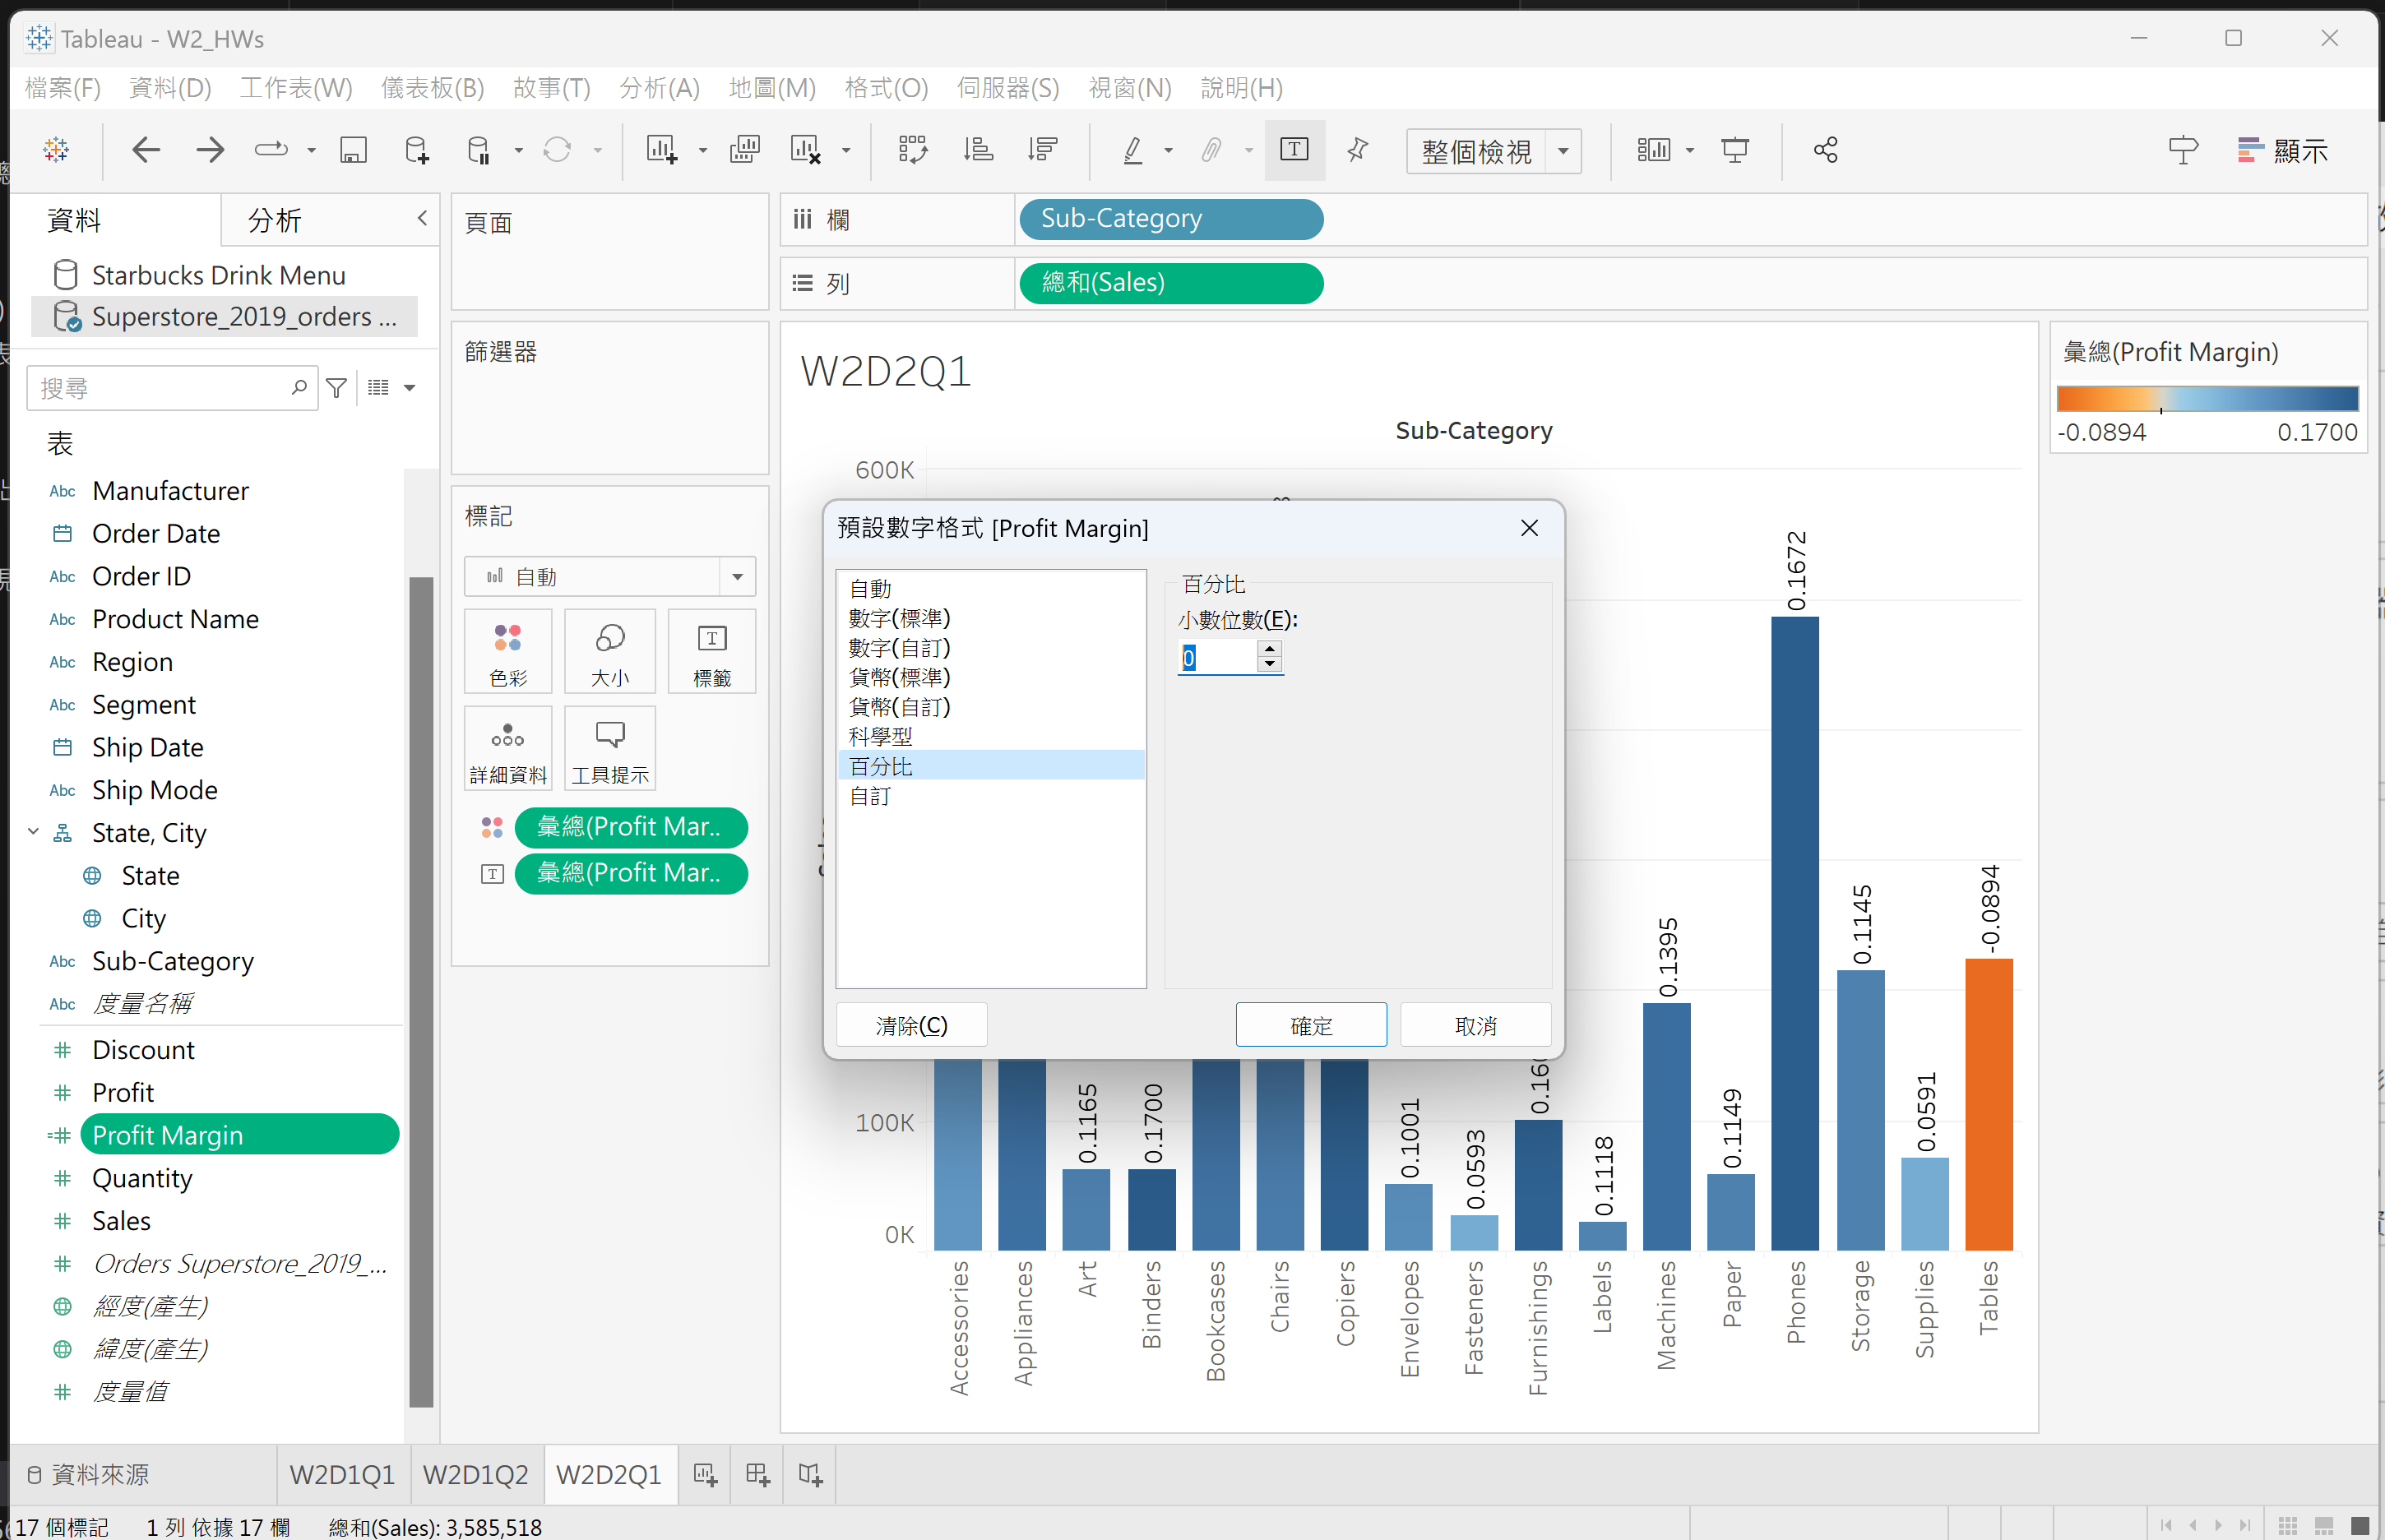 Tableau - W2_HWs
檔案(F) 資料(D) 工作表(W) 儀表板(B) 故事(T) 分析(A) 地圖(M) 格式(O) 伺服器(S) 視窗(N) 說明(H)
整個檢視
顯示
資料 分析
Starbucks Drink Menu
Superstore_2019_orders ...
搜尋
表
Abc Manufacturer
Order Date
Abc Order ID
Abc Product Name
Abc Region
Abc Segment
Ship Date
Abc Ship Mode
State, City
State
City
Abc Sub-Category
Abc 度量名稱
Discount
Profit
Profit Margin
Quantity
Sales
Orders Superstore_2019_...
經度(產生)
緯度(產生)
度量值
頁面
篩選器
標記
自動
色彩 大小 標籤
詳細資料 工具提示
彙總(Profit Mar..
彙總(Profit Mar..
欄 Sub-Category
列 總和(Sales)
W2D2Q1
Sub-Category
600K
100K
0K
0.1165
0.1700
0.1001
0.0593
0.1118
0.1395
0.1149
0.1672
0.1145
0.0591
-0.0894
Accessories
Appliances
Art
Binders
Bookcases
Chairs
Copiers
Envelopes
Fasteners
Furnishings
Labels
Machines
Paper
Phones
Storage
Supplies
Tables
預設數字格式 [Profit Margin]
自動
數字(標準)
數字(自訂)
貨幣(標準)
貨幣(自訂)
科學型
百分比
自訂
百分比
小數位數(E):
0
清除(C) 確定 取消
彙總(Profit Margin)
-0.0894 0.1700
資料來源 W2D1Q1 W2D1Q2 W2D2Q1
17 個標記 1 列 依據 17 欄 總和(Sales): 3,585,518